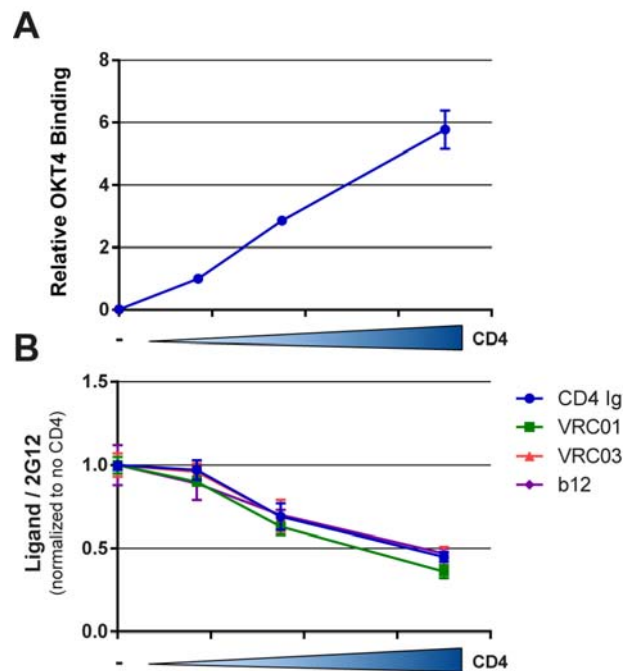 A
Relative OKT4 Binding
8
6
4
2
0
-
CD4
B
Ligand / 2G12
(normalized to no CD4)
1.5
1.0
0.5
0.0
-
CD4
CD4 Ig
VRC01
VRC03
b12